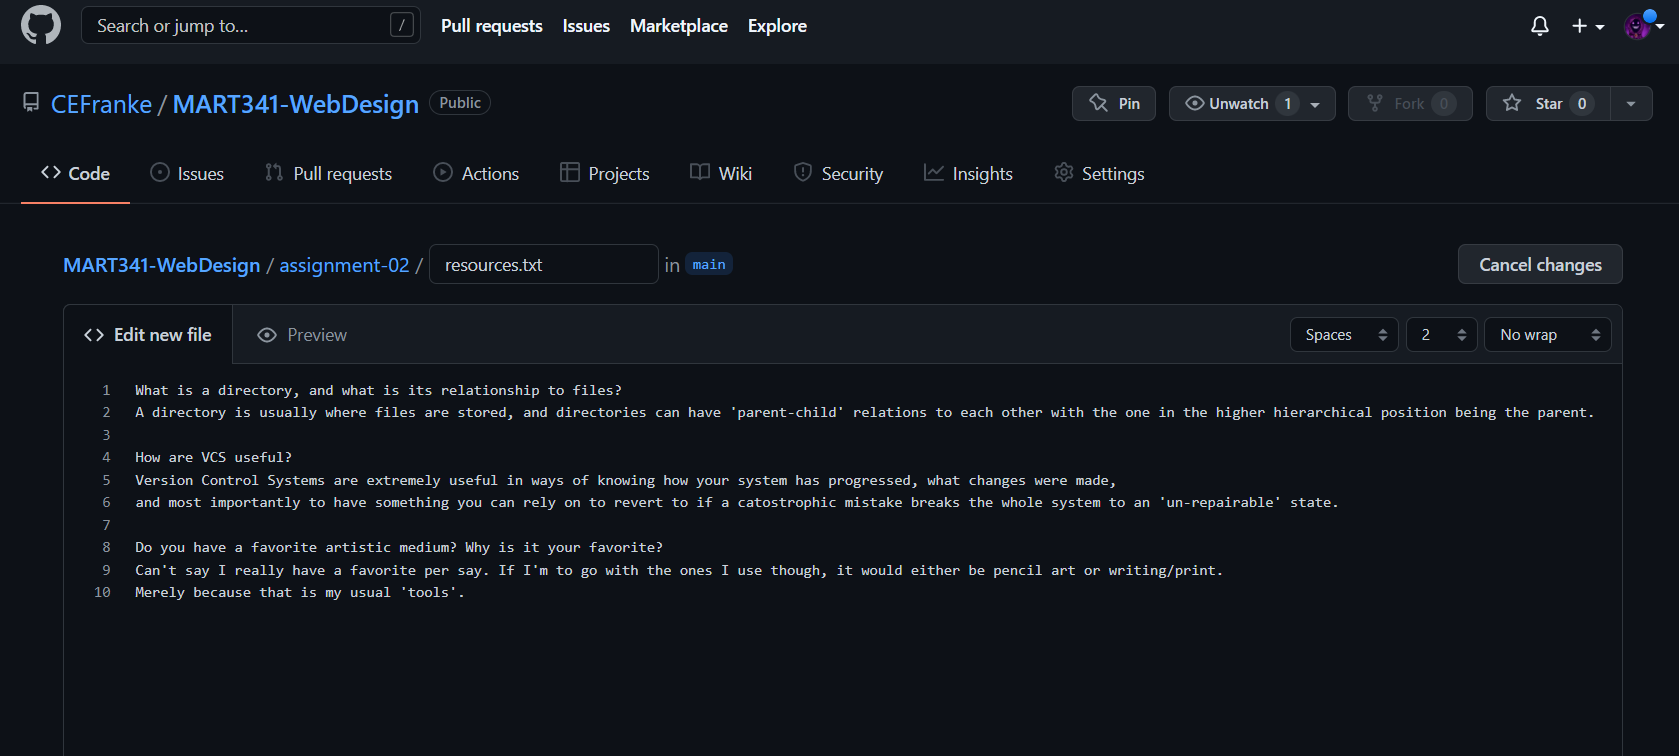 Search or jump to... /
Pull requests Issues Marketplace Explore
CEFranke / MART341-WebDesign Public
Pin Unwatch 1 Fork 0 Star 0
Code Issues Pull requests Actions Projects Wiki Security Insights Settings
MART341-WebDesign / assignment-02 / resources.txt in main Cancel changes
Edit new file Preview Spaces 2 No wrap
1 What is a directory, and what is its relationship to files?
2 A directory is usually where files are stored, and directories can have 'parent-child' relations to each other with the one in the higher hierarchical position being the parent.
3
4 How are VCS useful?
5 Version Control Systems are extremely useful in ways of knowing how your system has progressed, what changes were made,
6 and most importantly to have something you can rely on to revert to if a catostrophic mistake breaks the whole system to an 'un-repairable' state.
7
8 Do you have a favorite artistic medium? Why is it your favorite?
9 Can't say I really have a favorite per say. If I'm to go with the ones I use though, it would either be pencil art or writing/print.
10 Merely because that is my usual 'tools'.